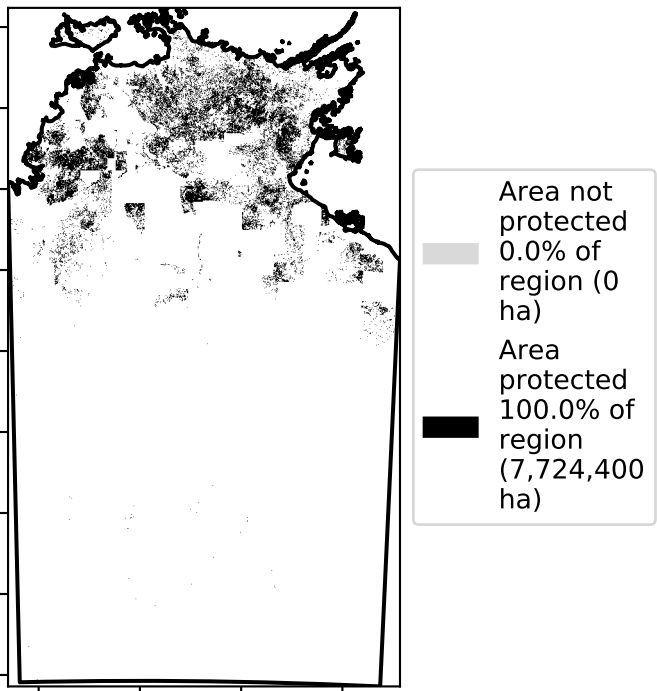 Area not
protected
0.0% of
region (0
ha)
Area
protected
100.0% of
region
(7,724,400
ha)